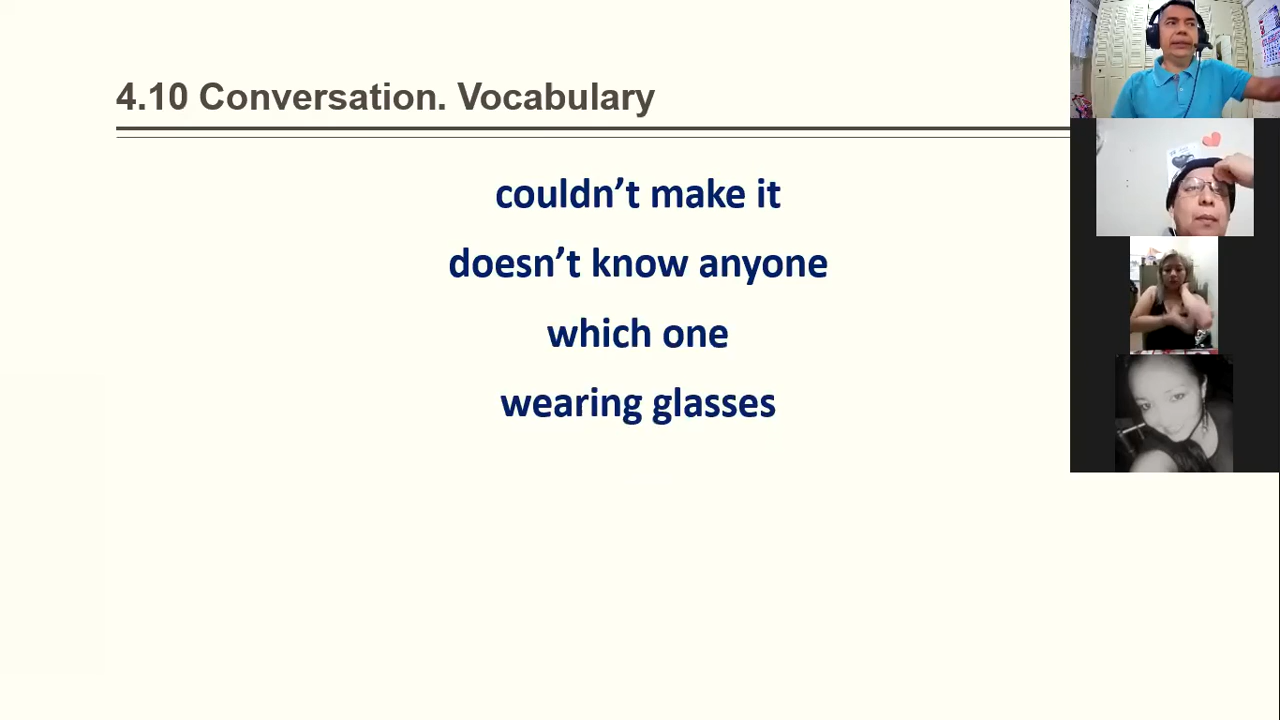 4.10 Conversation. Vocabulary
couldn’t make it
doesn’t know anyone
which one
wearing glasses